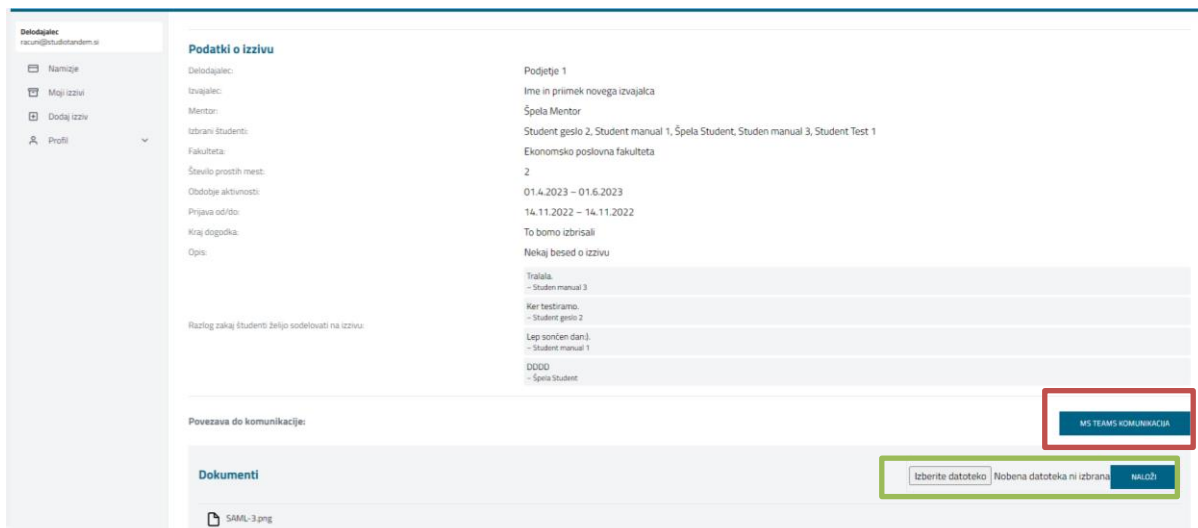 Delodajalec
racuni@studiotandem.si
Namizje
Moji izzivi
Dodaj izziv
Profil
Podatki o izzivu
Delodajalec: Podjetje 1
Izvajalec: Ime in priimek novega izvajalca
Mentor: Špela Mentor
Izbrani študenti: Student geslo 2, Student manual 1, Špela Student, Studen manual 3, Student Test 1
Fakulteta: Ekonomsko poslovna fakulteta
Število prostih mest: 2
Obdobje aktivnosti: 01.4.2023 – 01.6.2023
Prijava od/do: 14.11.2022 – 14.11.2022
Kraj dogodka: To bomo izbrisali
Opis: Nekaj besed o izzivu
Razlog zakaj študenti želijo sodelovati na izzivu:
Tralala.
– Studen manual 3
Ker testiramo.
– Student geslo 2
Lep sončen dan:).
– Student manual 1
DDDD
– Špela Student
Povezava do komunikacije: MS TEAMS KOMUNIKACIJA
Dokumenti Izberite datoteko Nobena datoteka ni izbrana NALOŽI
SAML-3.png